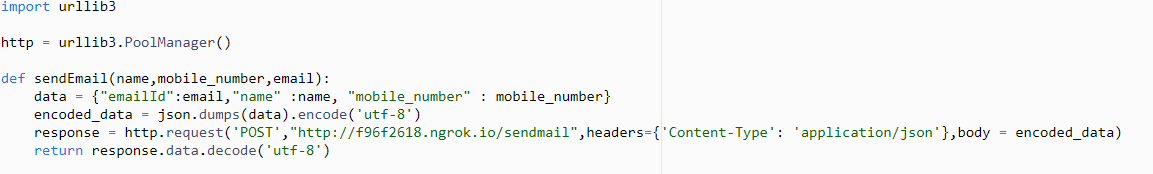 import urllib3
http = urllib3.PoolManager()
def sendEmail(name,mobile_number,email):
data = {"emailId":email,"name" :name, "mobile_number" : mobile_number}
encoded_data = json.dumps(data).encode('utf-8')
response = http.request('POST',"http://f96f2618.ngrok.io/sendmail",headers={'Content-Type': 'application/json'},body = encoded_data)
return response.data.decode('utf-8')